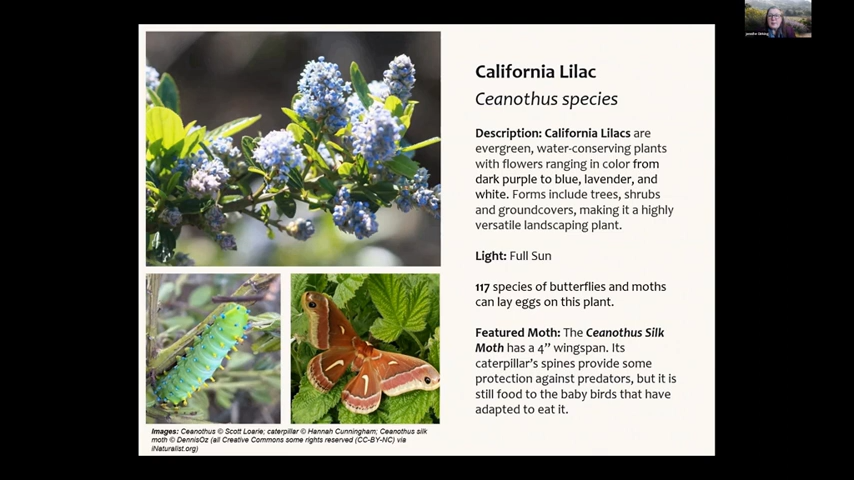 California Lilac
Ceanothus species
Description: California Lilacs are
evergreen, water-conserving plants
with flowers ranging in color from
dark purple to blue, lavender, and
white. Forms include trees, shrubs
and groundcovers, making it a highly
versatile landscaping plant.
Light: Full Sun
117 species of butterflies and moths
can lay eggs on this plant.
Featured Moth: The Ceanothus Silk
Moth has a 4” wingspan. Its
caterpillar’s spines provide some
protection against predators, but it is
still food to the baby birds that have
adapted to eat it.
Images: Ceanothus © Scott Loarie; caterpillar © Hannah Cunningham; Ceanothus silk
moth © DennisOz (all Creative Commons some rights reserved (CC-BY-NC) via
iNaturalist.org)